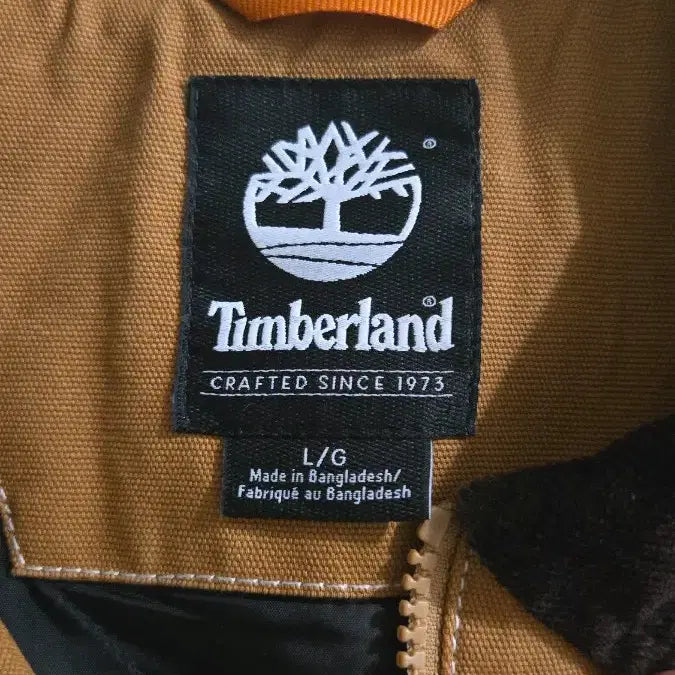 ®
Timberland®
CRAFTED SINCE 1973
L/G
Made in Bangladesh/
Fabriqué au Bangladesh